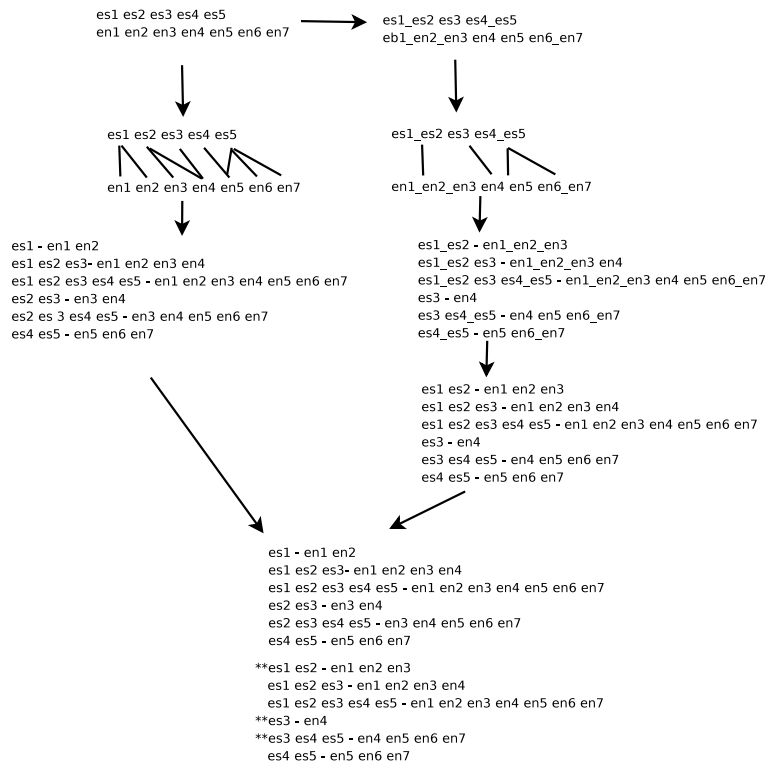 es1 es2 es3 es4 es5
en1 en2 en3 en4 en5 en6 en7
es1_es2 es3 es4_es5
eb1_en2_en3 en4 en5 en6_en7
es1 es2 es3 es4 es5
en1 en2 en3 en4 en5 en6 en7
es1_es2 es3 es4_es5
en1_en2_en3 en4 en5 en6_en7
es1 - en1 en2
es1 es2 es3- en1 en2 en3 en4
es1 es2 es3 es4 es5 - en1 en2 en3 en4 en5 en6 en7
es2 es3 - en3 en4
es2 es 3 es4 es5 - en3 en4 en5 en6 en7
es4 es5 - en5 en6 en7
es1_es2 - en1_en2_en3
es1_es2 es3 - en1_en2_en3 en4
es1_es2 es3 es4_es5 - en1_en2_en3 en4 en5 en6_en7
es3 - en4
es3 es4_es5 - en4 en5 en6_en7
es4_es5 - en5 en6_en7
es1 es2 - en1 en2 en3
es1 es2 es3 - en1 en2 en3 en4
es1 es2 es3 es4 es5 - en1 en2 en3 en4 en5 en6 en7
es3 - en4
es3 es4 es5 - en4 en5 en6 en7
es4 es5 - en5 en6 en7
es1 - en1 en2
es1 es2 es3- en1 en2 en3 en4
es1 es2 es3 es4 es5 - en1 en2 en3 en4 en5 en6 en7
es2 es3 - en3 en4
es2 es3 es4 es5 - en3 en4 en5 en6 en7
es4 es5 - en5 en6 en7
**es1 es2 - en1 en2 en3
es1 es2 es3 - en1 en2 en3 en4
es1 es2 es3 es4 es5 - en1 en2 en3 en4 en5 en6 en7
**es3 - en4
**es3 es4 es5 - en4 en5 en6 en7
es4 es5 - en5 en6 en7